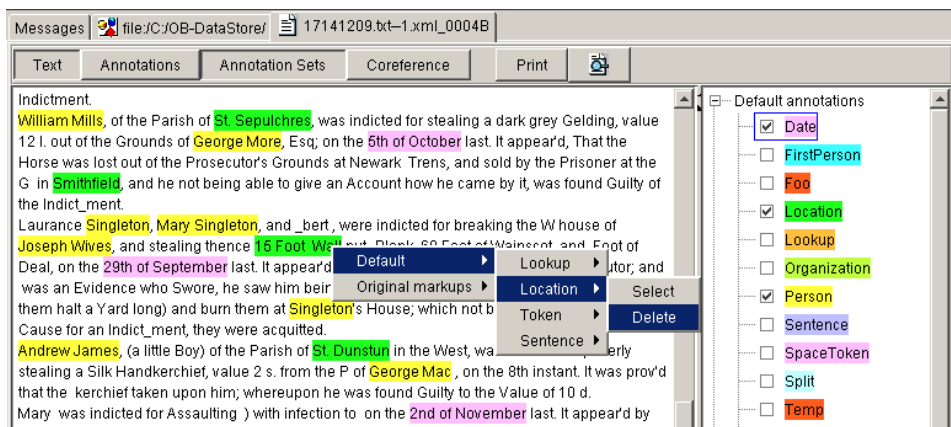 Messages file:/C:/OB-DataStore/ 17141209.txt--1.xml_0004B
Text Annotations Annotation Sets Coreference Print
Indictment.
William Mills, of the Parish of St. Sepulchres, was indicted for stealing a dark grey Gelding, value
12 l. out of the Grounds of George More, Esq; on the 5th of October last. It appear'd, That the
Horse was lost out of the Prosecutor's Grounds at Newark Trens, and sold by the Prisoner at the
G in Smithfield, and he not being able to give an Account how he came by it, was found Guilty of
the Indict_ment.
Laurance Singleton, Mary Singleton, and _bert , were indicted for breaking the W house of
Joseph Wives, and stealing thence 15 Foot Wall put, Plank, 60 Foot of Wainscot, and, Foot of
Deal, on the 29th of September last. It appear'd utor; and
was an Evidence who Swore, he saw him beir
them halt a Yard long) and burn them at Singleton's House; which not b
Cause for an Indict_ment, they were acquitted.
Andrew James, (a little Boy) of the Parish of St. Dunstun in the West, wa erly
stealing a Silk Handkerchief, value 2 s. from the P of George Mac , on the 8th instant. It was prov'd
that the kerchief taken upon him; whereupon he was found Guilty to the Value of 10 d.
Mary was indicted for Assaulting ) with infection to on the 2nd of November last. It appear'd by
Default
Original markups
Lookup
Location
Token
Sentence
Select
Delete
Default annotations
Date
FirstPerson
Foo
Location
Lookup
Organization
Person
Sentence
SpaceToken
Split
Temp